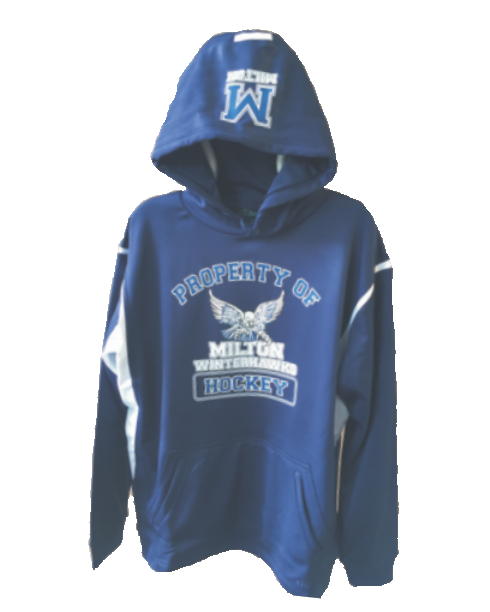 MILTON
M
PROPERTY OF
MILTON
WINTERHAWKS
HOCKEY